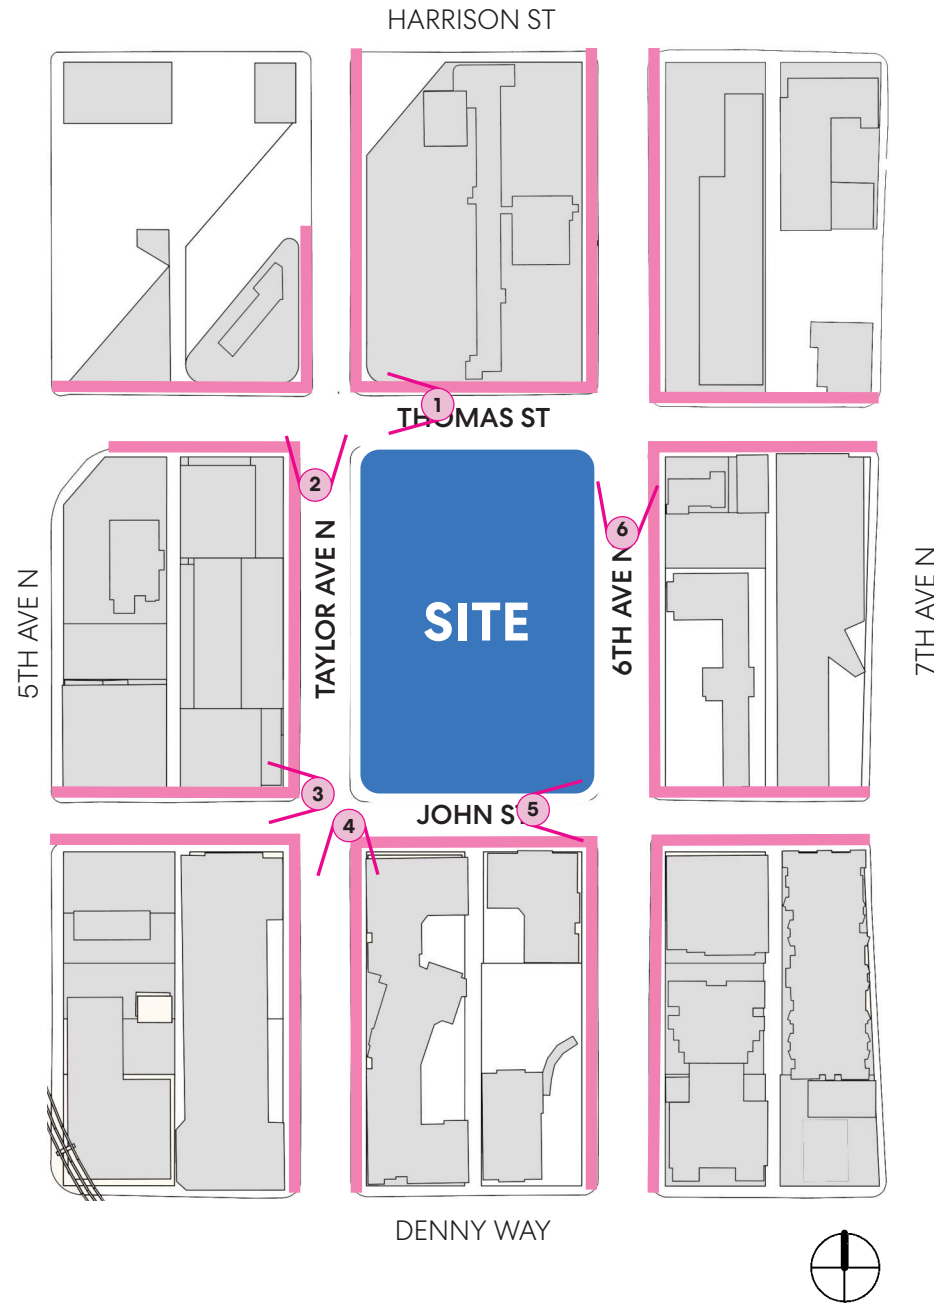 HARRISON ST
1
THOMAS ST
2
6
5TH AVE N
TAYLOR AVE N
SITE
6TH AVE N
7TH AVE N
3
JOHN ST
5
4
DENNY WAY